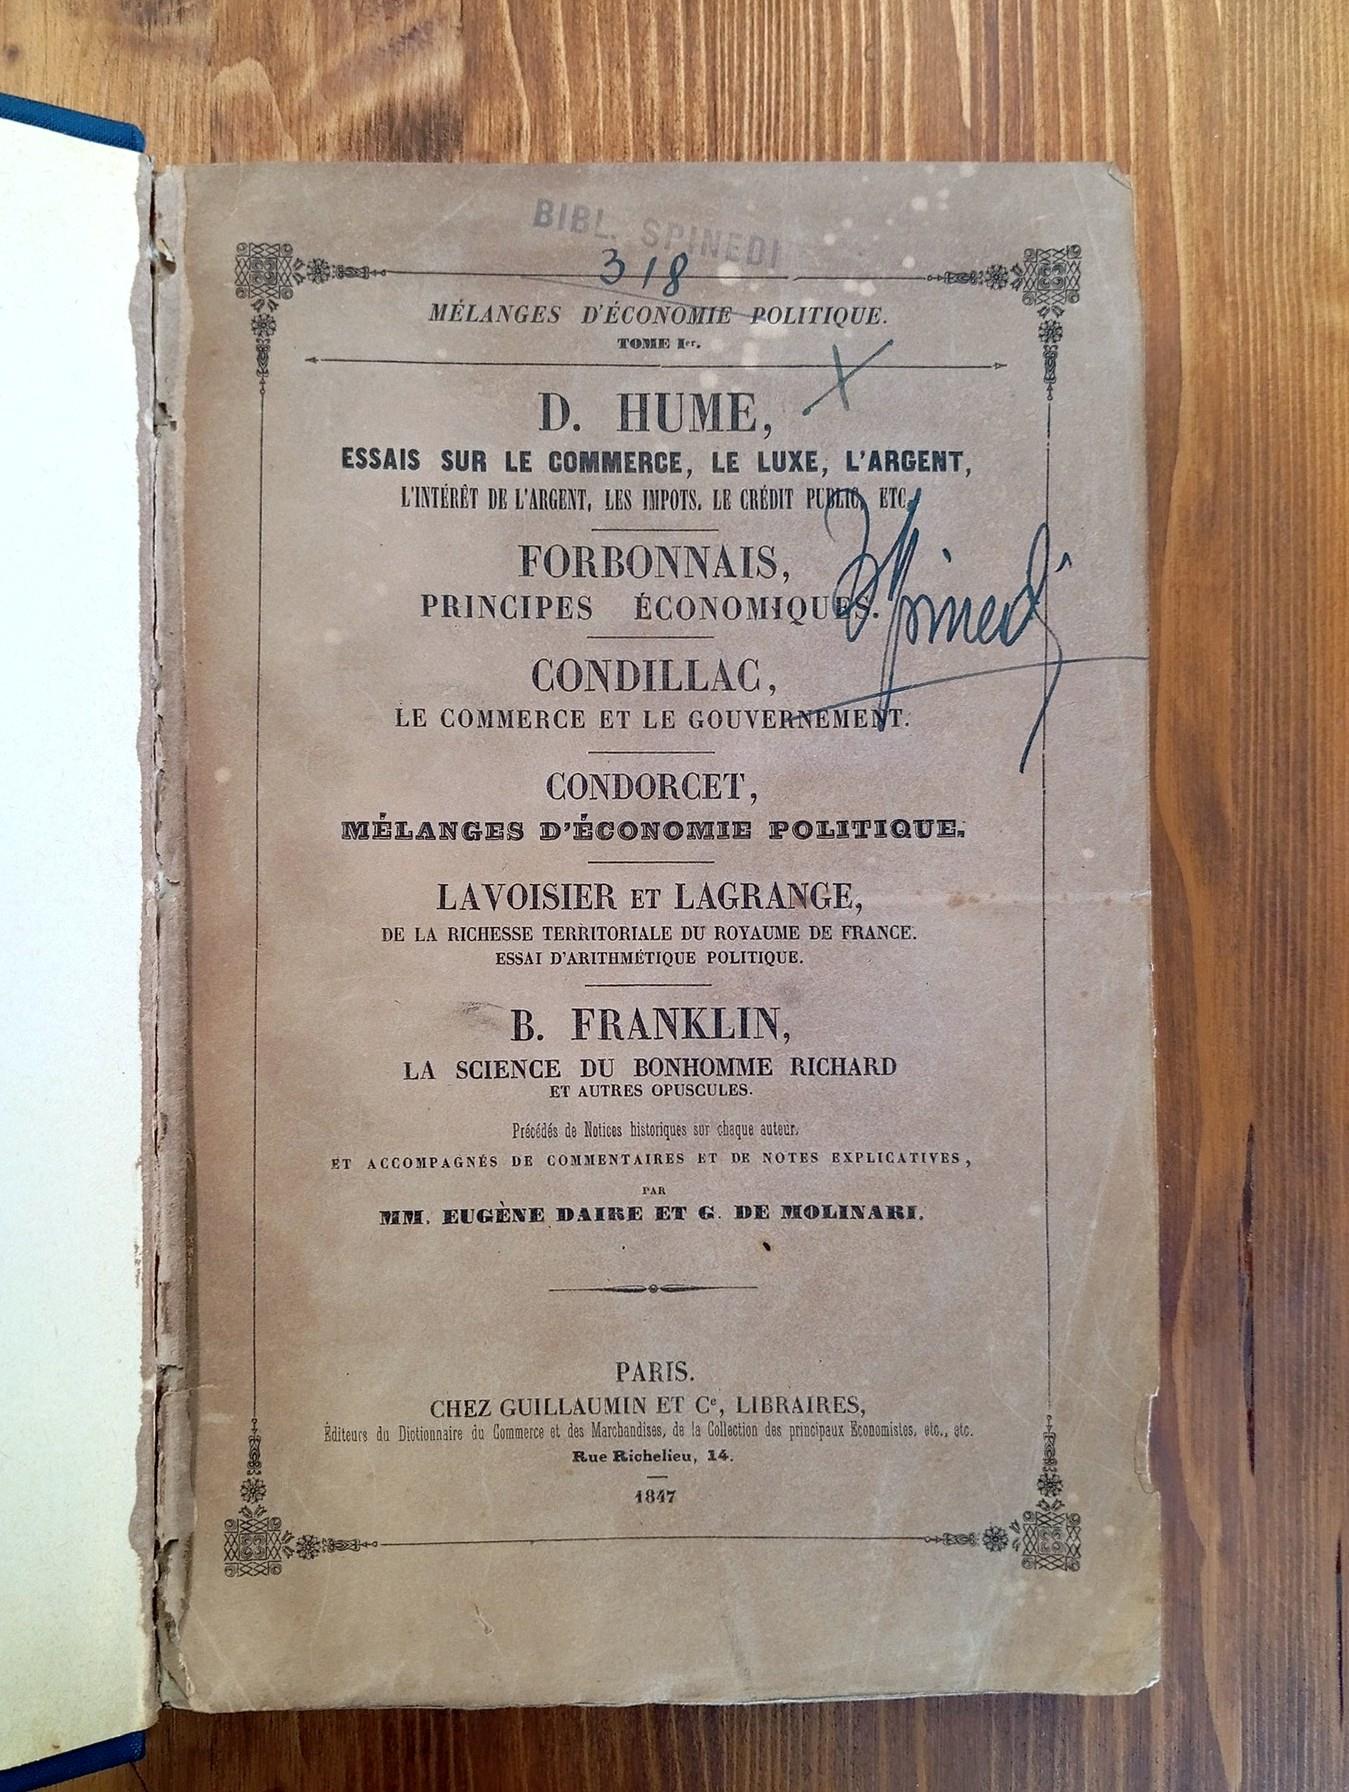 BIBL. SPINEDI
318
MÉLANGES D'ÉCONOMIE POLITIQUE.
TOME Ier.
X
D. HUME,
ESSAIS SUR LE COMMERCE, LE LUXE, L'ARGENT,
L'INTÉRÊT DE L'ARGENT, LES IMPOTS, LE CRÉDIT PUBLIC, ETC.
FORBONNAIS,
Spinedi
PRINCIPES ÉCONOMIQUES.
CONDILLAC,
LE COMMERCE ET LE GOUVERNEMENT.
CONDORCET,
MÉLANGES D'ÉCONOMIE POLITIQUE.
LAVOISIER ET LAGRANGE,
DE LA RICHESSE TERRITORIALE DU ROYAUME DE FRANCE.
ESSAI D'ARITHMÉTIQUE POLITIQUE.
B. FRANKLIN,
LA SCIENCE DU BONHOMME RICHARD
ET AUTRES OPUSCULES.
Précédés de Notices historiques sur chaque auteur,
ET ACCOMPAGNÉS DE COMMENTAIRES ET DE NOTES EXPLICATIVES,
PAR
MM. EUGÈNE DAIRE ET G. DE MOLINARI.
PARIS.
CHEZ GUILLAUMIN ET Ce, LIBRAIRES,
Éditeurs du Dictionnaire du Commerce et des Marchandises, de la Collection des principaux Economistes, etc., etc.
Rue Richelieu, 14.
1847